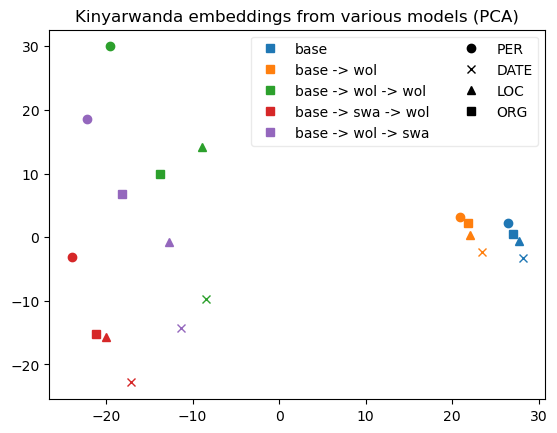 Kinyarwanda embeddings from various models (PCA)
base
base -> wol
base -> wol -> wol
base -> swa -> wol
base -> wol -> swa
PER
DATE
LOC
ORG
30
20
10
0
−10
−20
−20
−10
0
10
20
30